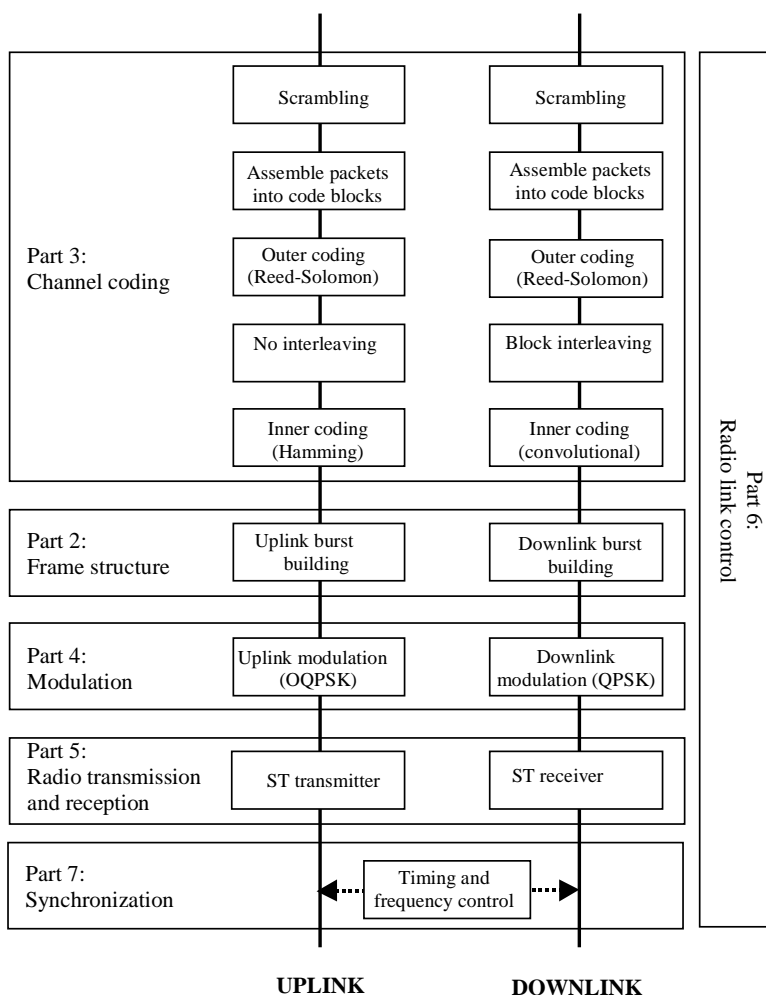 Scrambling
Scrambling
Assemble packets
into code blocks
Assemble packets
into code blocks
Part 3:
Channel coding
Outer coding
(Reed-Solomon)
Outer coding
(Reed-Solomon)
No interleaving
Block interleaving
Inner coding
(Hamming)
Inner coding
(convolutional)
Part 2:
Frame structure
Uplink burst
building
Downlink burst
building
Part 4:
Modulation
Uplink modulation
(OQPSK)
Downlink
modulation (QPSK)
Part 5:
Radio transmission
and reception
ST transmitter
ST receiver
Part 7:
Synchronization
Timing and
frequency control
Part 6:
Radio link control
UPLINK
DOWNLINK